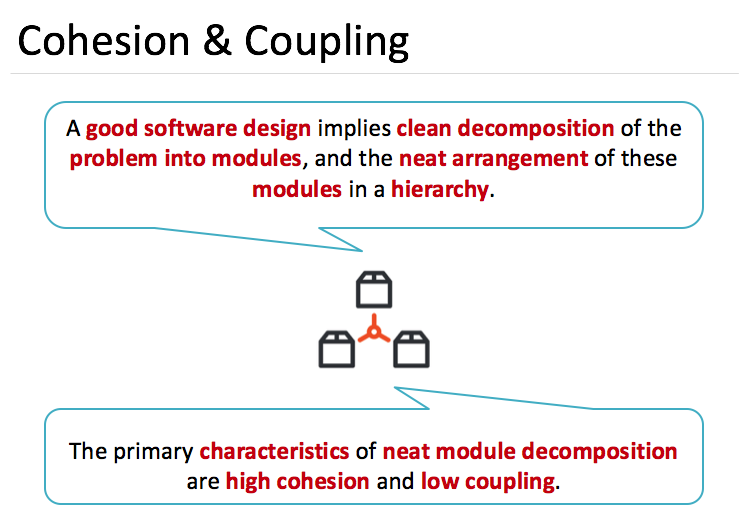 Cohesion & Coupling
A good software design implies clean decomposition of the
problem into modules, and the neat arrangement of these
modules in a hierarchy.
The primary characteristics of neat module decomposition
are high cohesion and low coupling.